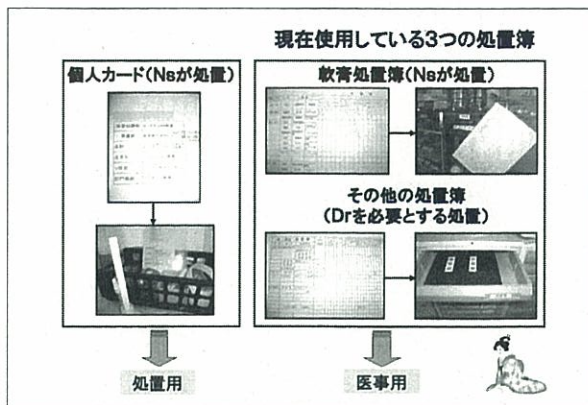 現在使用している3つの処置簿
個人カード(Nsが処置)
軟膏処置簿(Nsが処置)
その他の処置簿
(Drを必要とする処置)
処置用
医事用